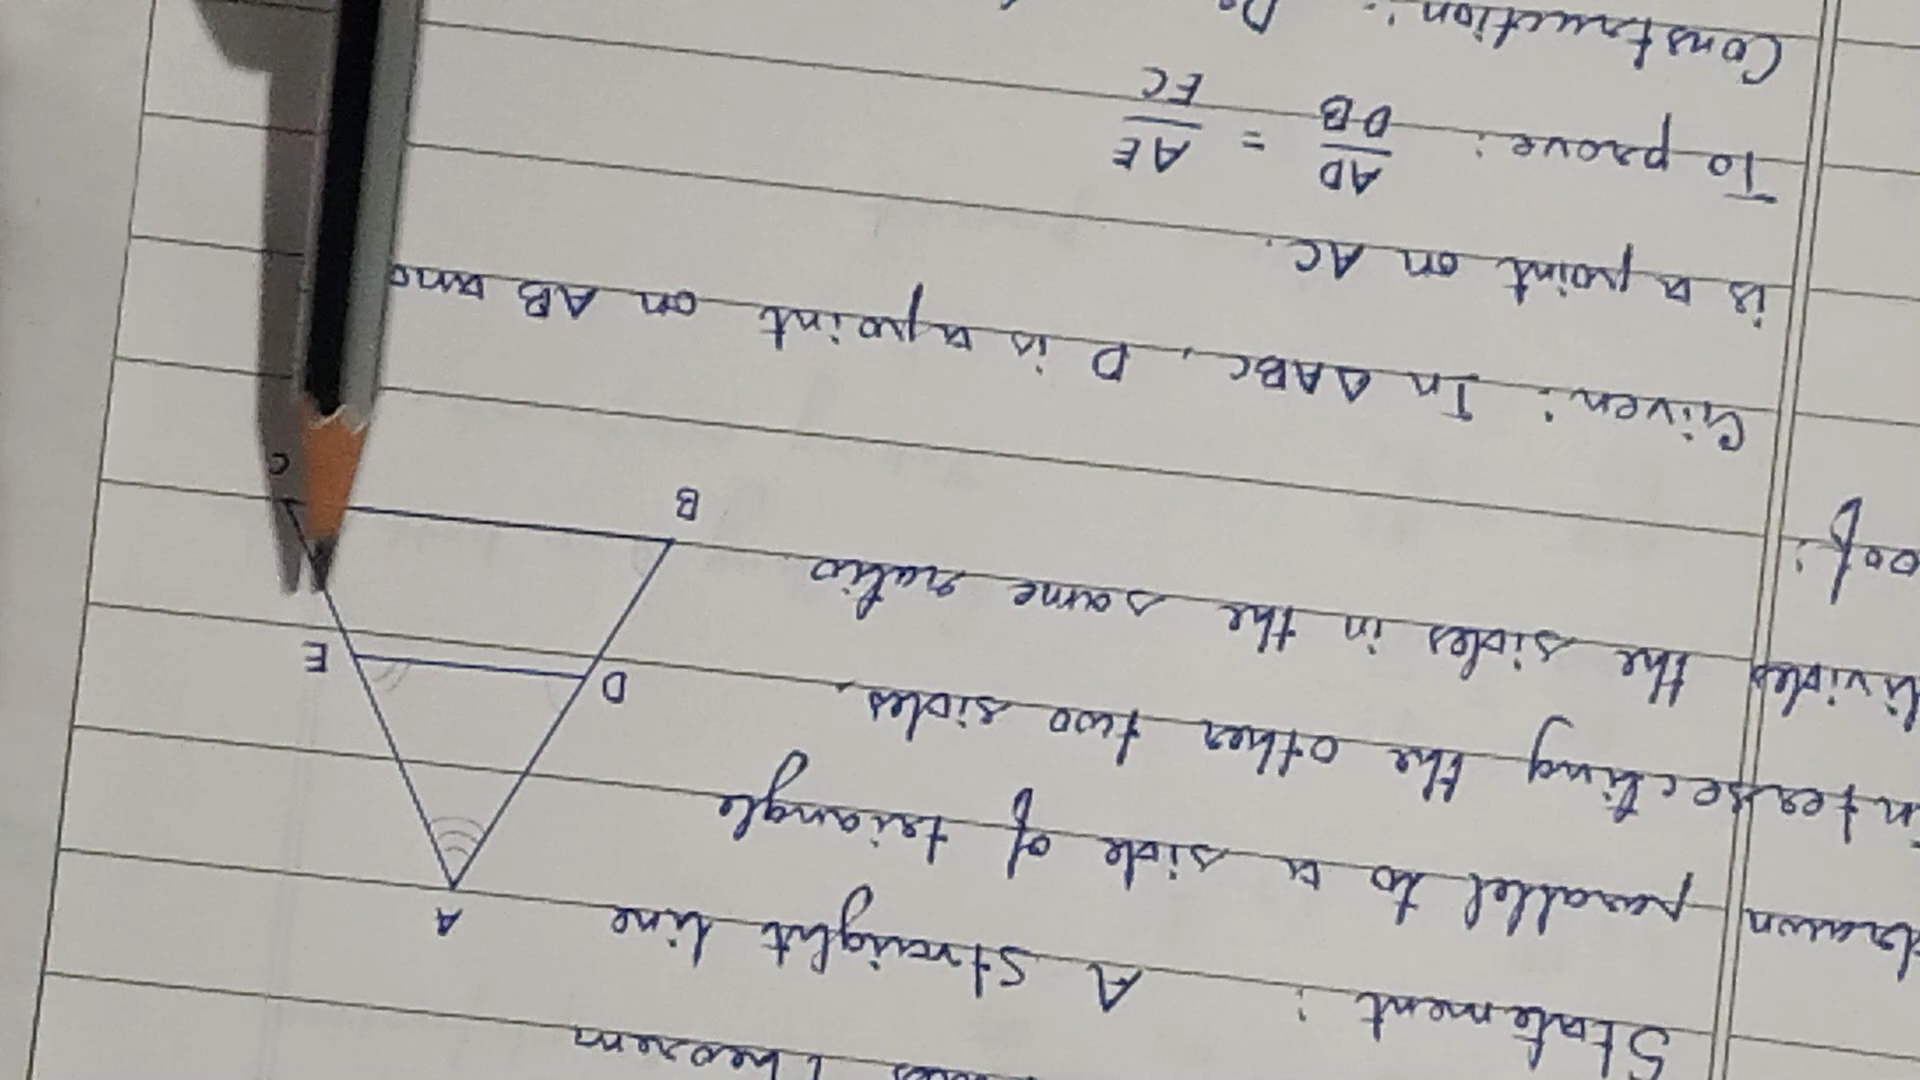 Theorem
Statement : A straight line
drawn parallel to a side of triangle
intersecting the other two sides,
divides the sides in the same ratio
oof:
A
D
E
B
C
Given: In ΔABC, D is a point on AB and
is a point on AC.
To prove: AD/DB = AE/EC
Construction: